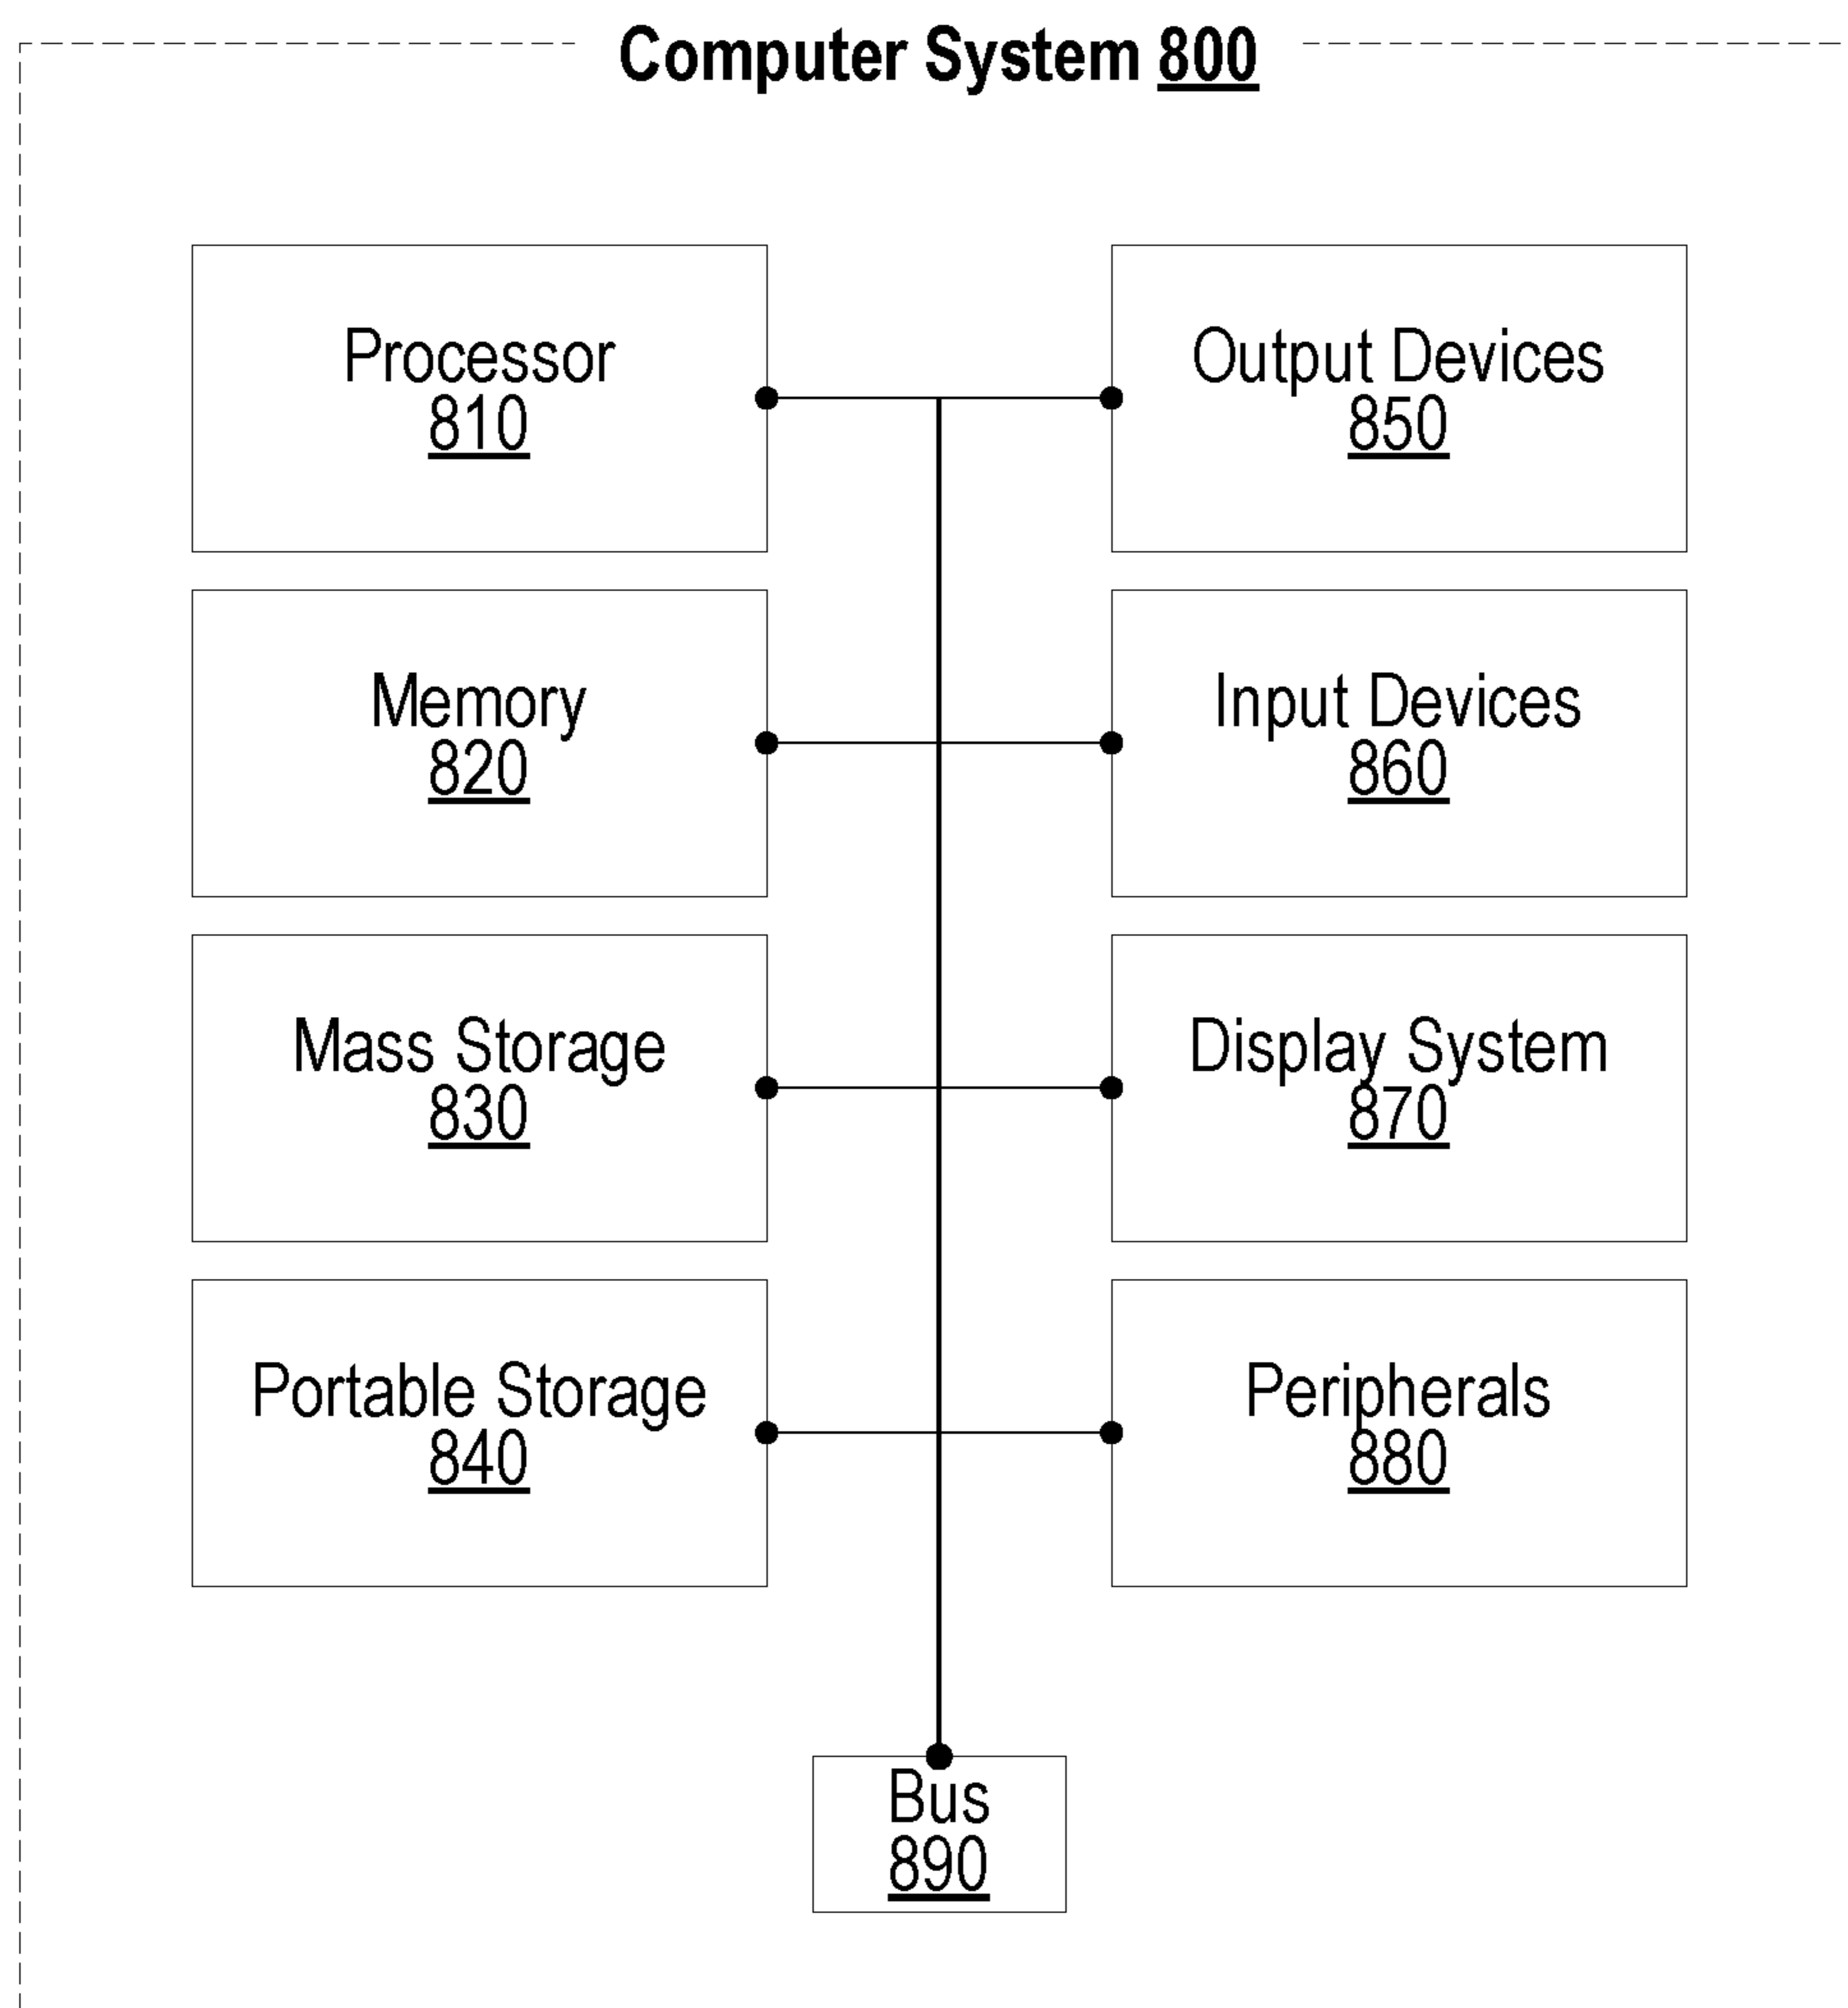 Computer System 800
Processor
810
Output Devices
850
Memory
820
Input Devices
860
Mass Storage
830
Display System
870
Portable Storage
840
Peripherals
880
Bus
890